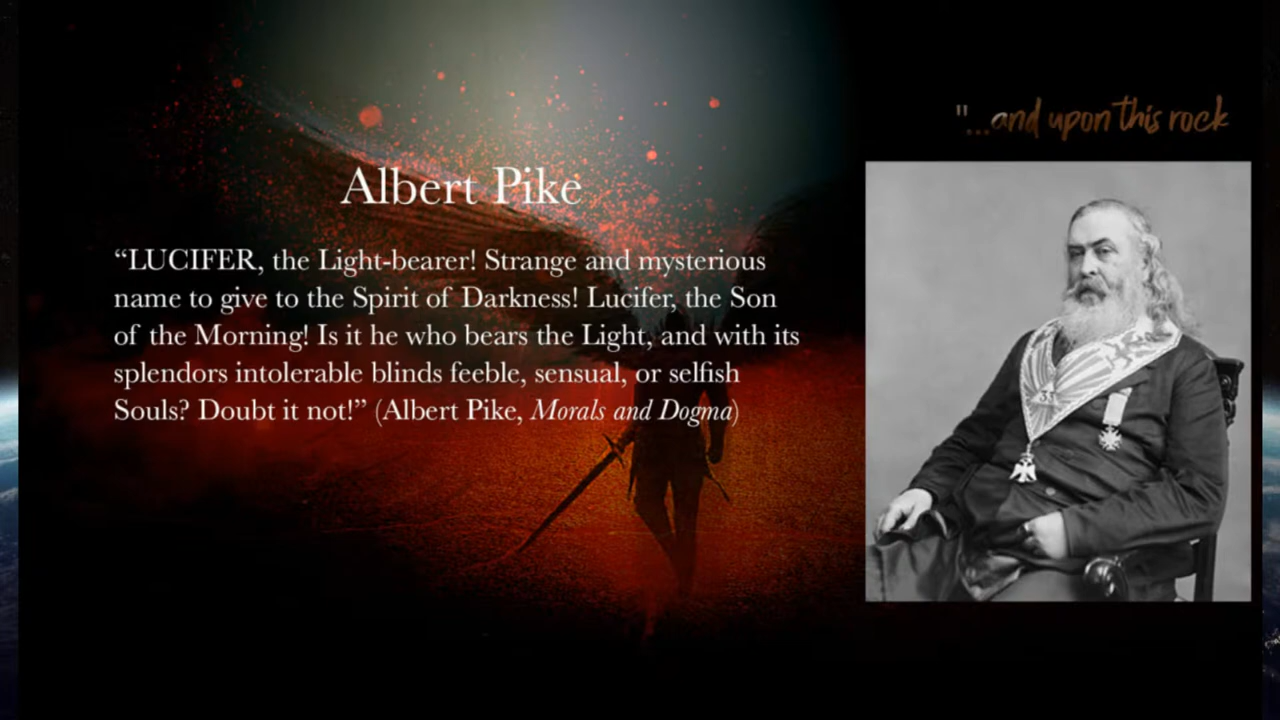 "...and upon this rock
Albert Pike
“LUCIFER, the Light-bearer! Strange and mysterious
name to give to the Spirit of Darkness! Lucifer, the Son
of the Morning! Is it he who bears the Light, and with its
splendors intolerable blinds feeble, sensual, or selfish
Souls? Doubt it not!” (Albert Pike, Morals and Dogma)
33